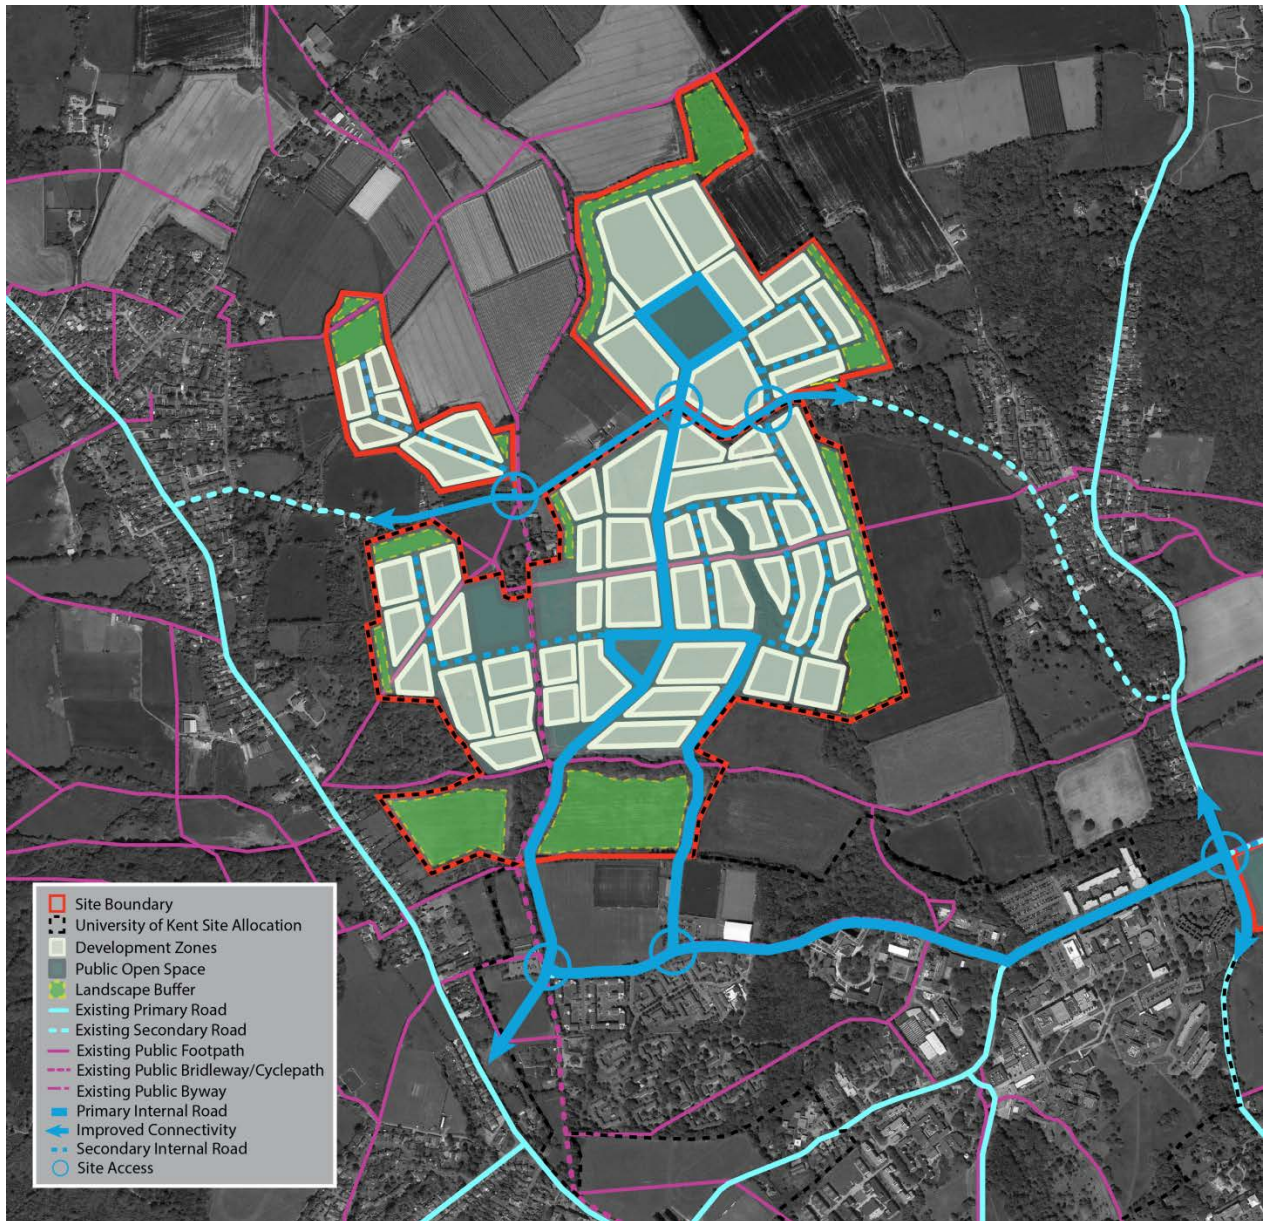 Site Boundary
University of Kent Site Allocation
Development Zones
Public Open Space
Landscape Buffer
Existing Primary Road
Existing Secondary Road
Existing Public Footpath
Existing Public Bridleway/Cyclepath
Existing Public Byway
Primary Internal Road
Improved Connectivity
Secondary Internal Road
Site Access